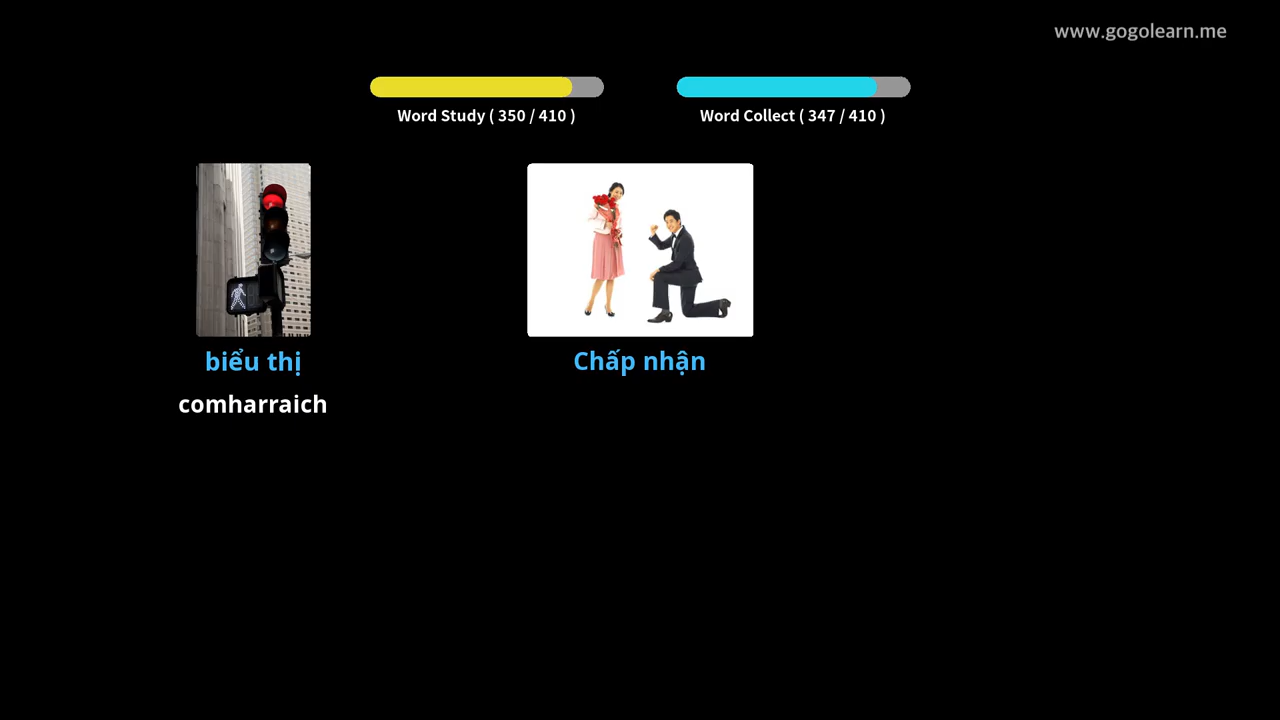 www.gogolearn.me
Word Study ( 350 / 410 )
Word Collect ( 347 / 410 )
biểu thị
Chấp nhận
comharraich